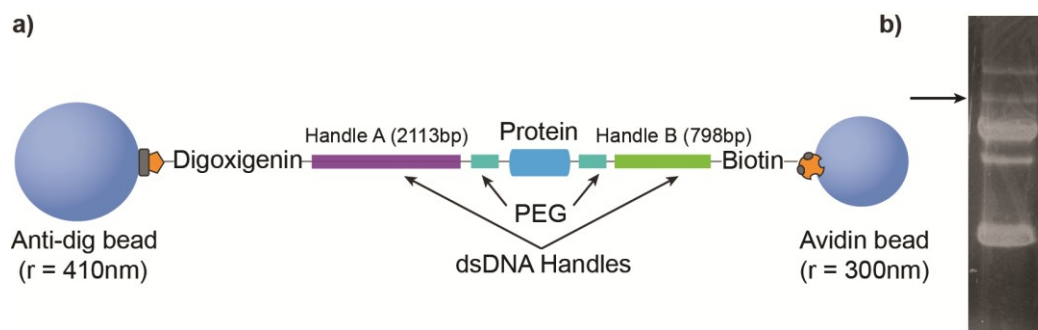 a)
b)
Handle A (2113bp)
Protein
Handle B (798bp)
Digoxigenin
Biotin
PEG
Anti-dig bead
(r = 410nm)
dsDNA Handles
Avidin bead
(r = 300nm)